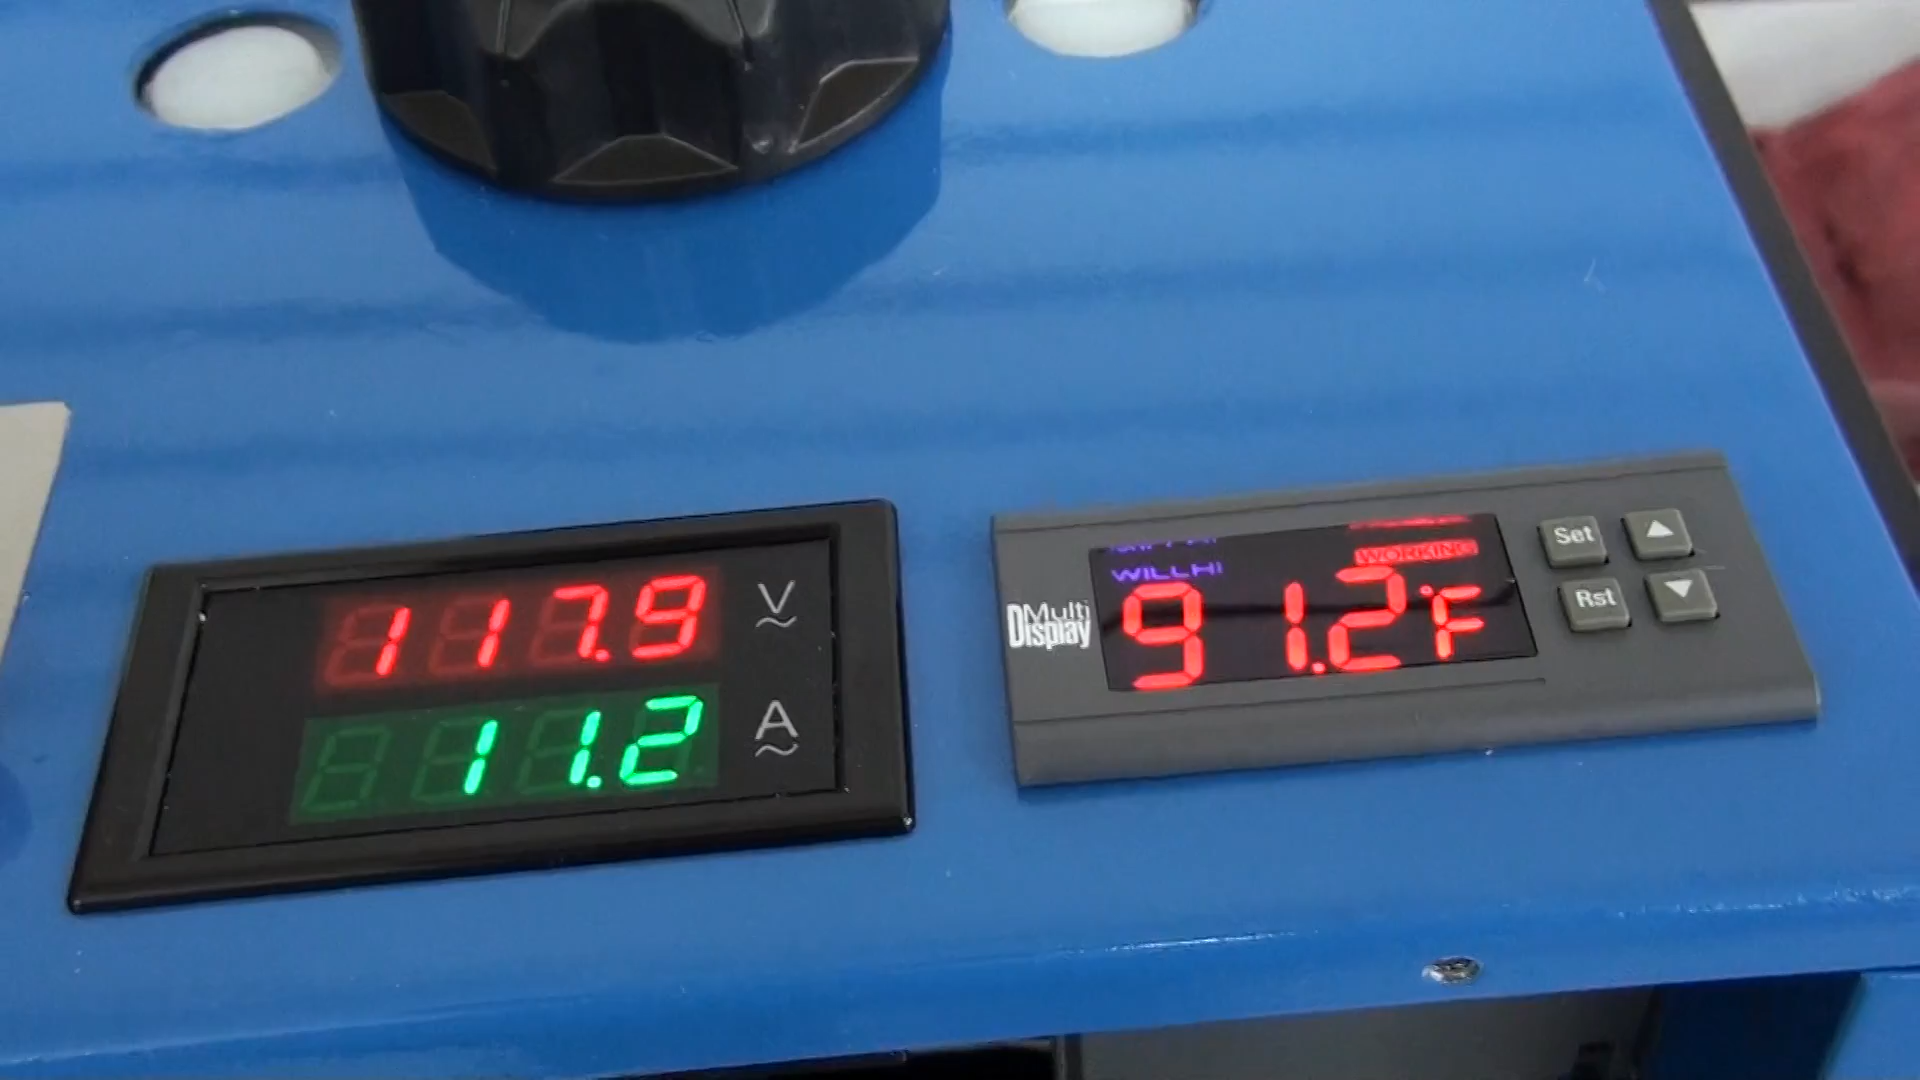 117.9 V
11.2 A
Multi
Display
WILLHI
WORKING
91.2°F
Set
Rst